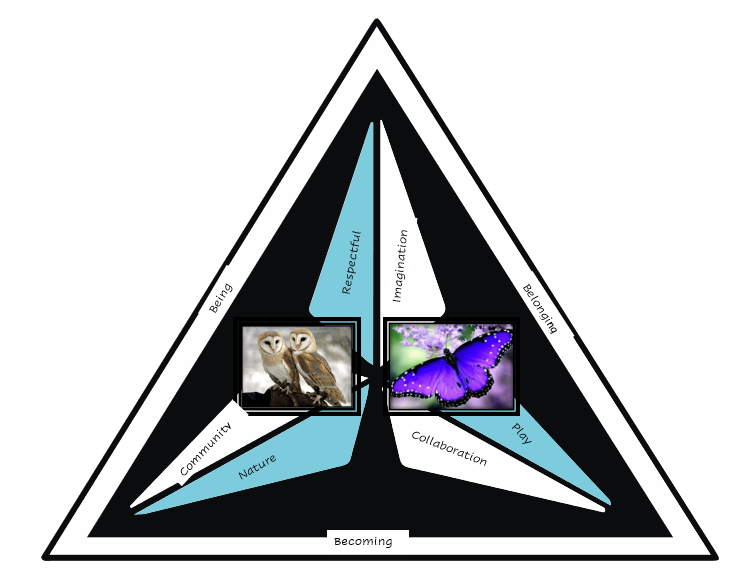 Respectful
Imagination
Being
Belonging
Community
Nature
Collaboration
Play
Becoming